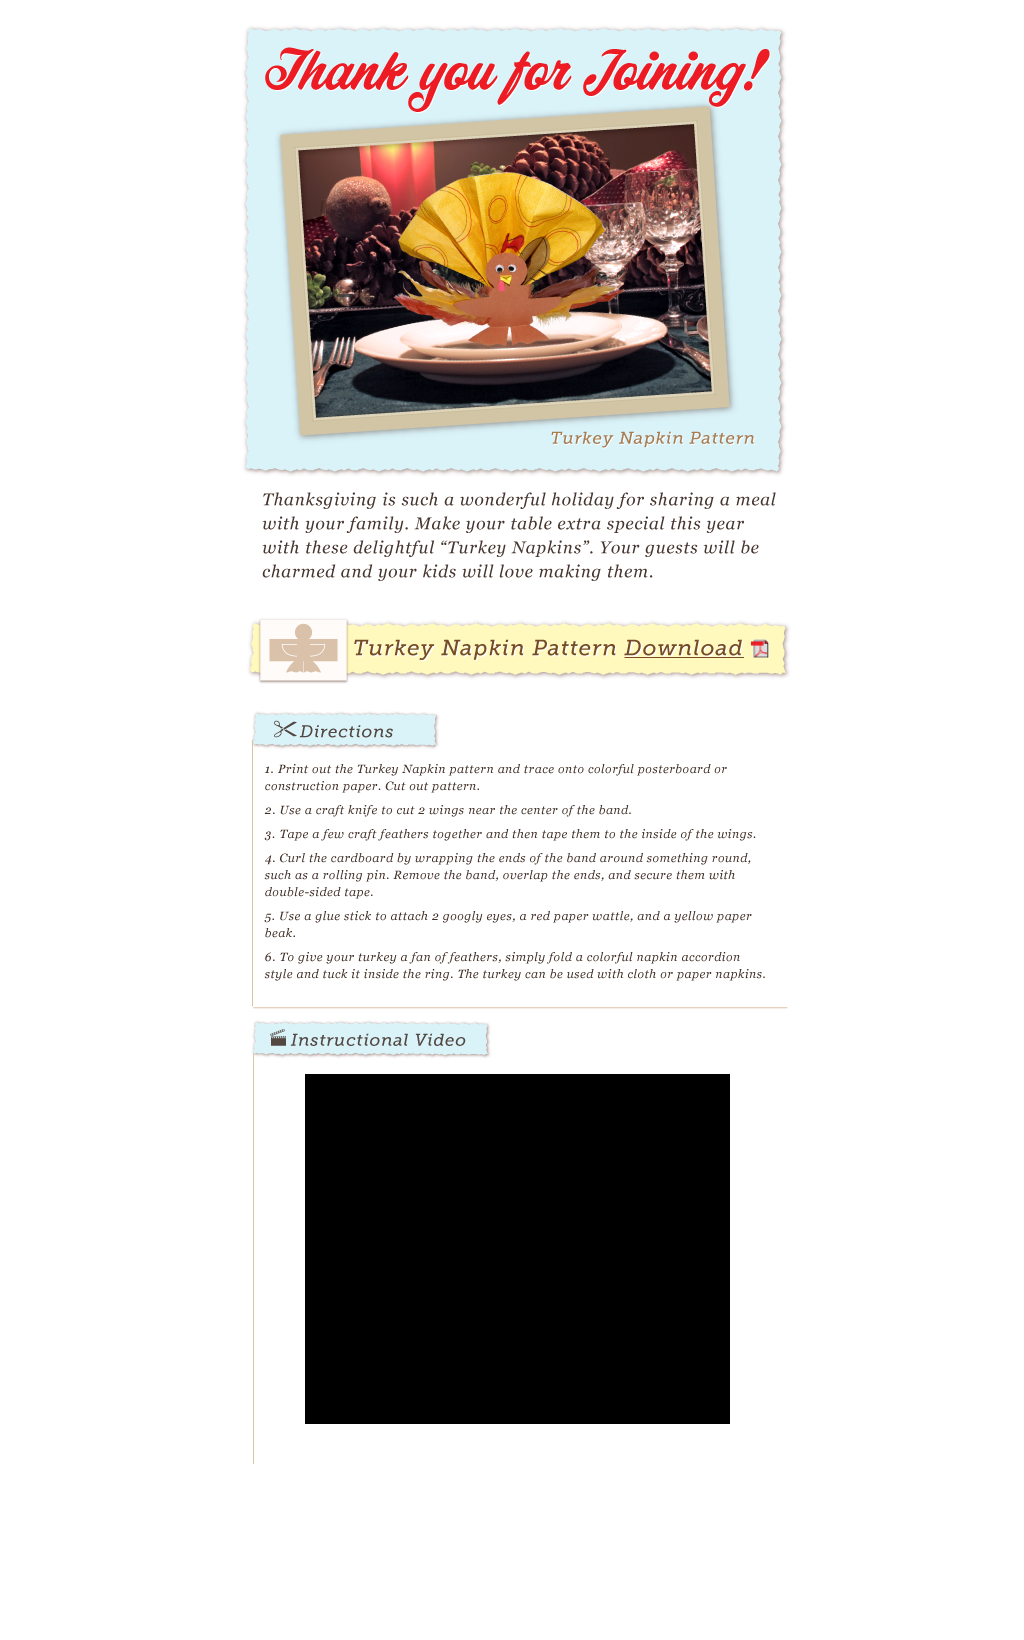 Thank you for Joining!
Turkey Napkin Pattern
Thanksgiving is such a wonderful holiday for sharing a meal
with your family. Make your table extra special this year
with these delightful “Turkey Napkins”. Your guests will be
charmed and your kids will love making them.
Turkey Napkin Pattern Download
Directions
1. Print out the Turkey Napkin pattern and trace onto colorful posterboard or
construction paper. Cut out pattern.
2. Use a craft knife to cut 2 wings near the center of the band.
3. Tape a few craft feathers together and then tape them to the inside of the wings.
4. Curl the cardboard by wrapping the ends of the band around something round,
such as a rolling pin. Remove the band, overlap the ends, and secure them with
double-sided tape.
5. Use a glue stick to attach 2 googly eyes, a red paper wattle, and a yellow paper
beak.
6. To give your turkey a fan of feathers, simply fold a colorful napkin accordion
style and tuck it inside the ring. The turkey can be used with cloth or paper napkins.
Instructional Video